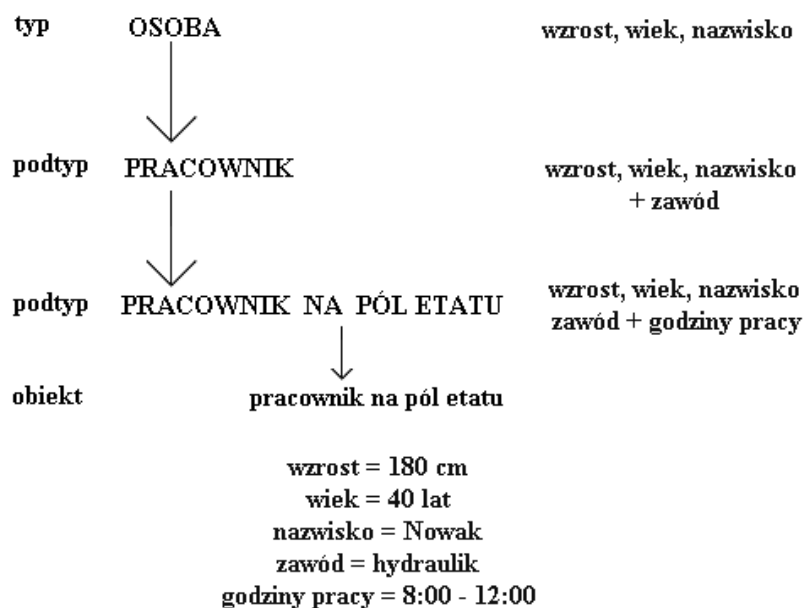 typ OSOBA wzrost, wiek, nazwisko
podtyp PRACOWNIK wzrost, wiek, nazwisko
+ zawód
podtyp PRACOWNIK NA PÓL ETATU wzrost, wiek, nazwisko
zawód + godziny pracy
obiekt pracownik na pól etatu
wzrost = 180 cm
wiek = 40 lat
nazwisko = Nowak
zawód = hydraulik
godziny pracy = 8:00 - 12:00